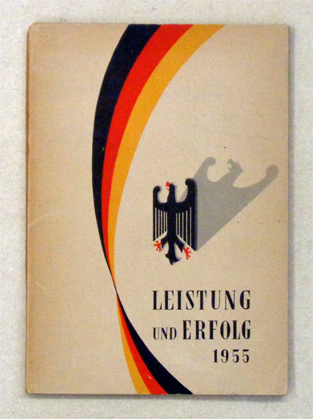 LEISTUNG
UND ERFOLG
1955